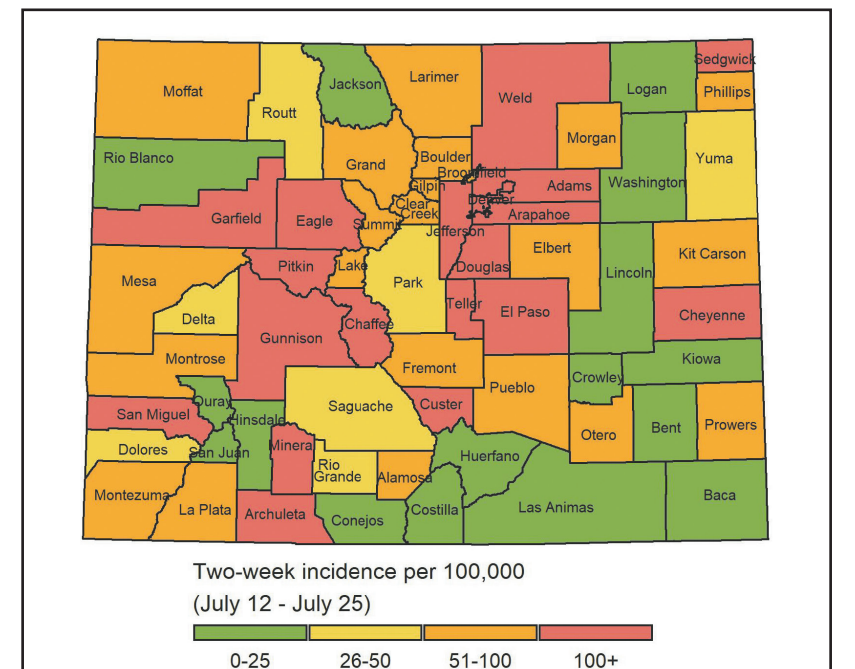 Sedgwick
Moffat
Jackson
Larimer
Logan
Phillips
Routt
Weld
Morgan
Rio Blanco
Grand
Boulder
Yuma
Broomfield
Gilpin
Adams
Washington
Denver
Clear
Creek
Garfield
Eagle
Summit
Arapahoe
Jefferson
Elbert
Kit Carson
Pitkin
Lake
Douglas
Lincoln
Mesa
Park
Teller
El Paso
Cheyenne
Delta
Gunnison
Chaffee
Montrose
Fremont
Kiowa
Crowley
Pueblo
Ouray
San Miguel
Hinsdale
Saguache
Custer
Otero
Bent
Prowers
Dolores
San Juan
Minera
Huerfano
Rio
Grande
Alamosa
Montezuma
La Plata
Archuleta
Conejos
Costilla
Las Animas
Baca
Two-week incidence per 100,000
(July 12 - July 25)
0-25 26-50 51-100 100+